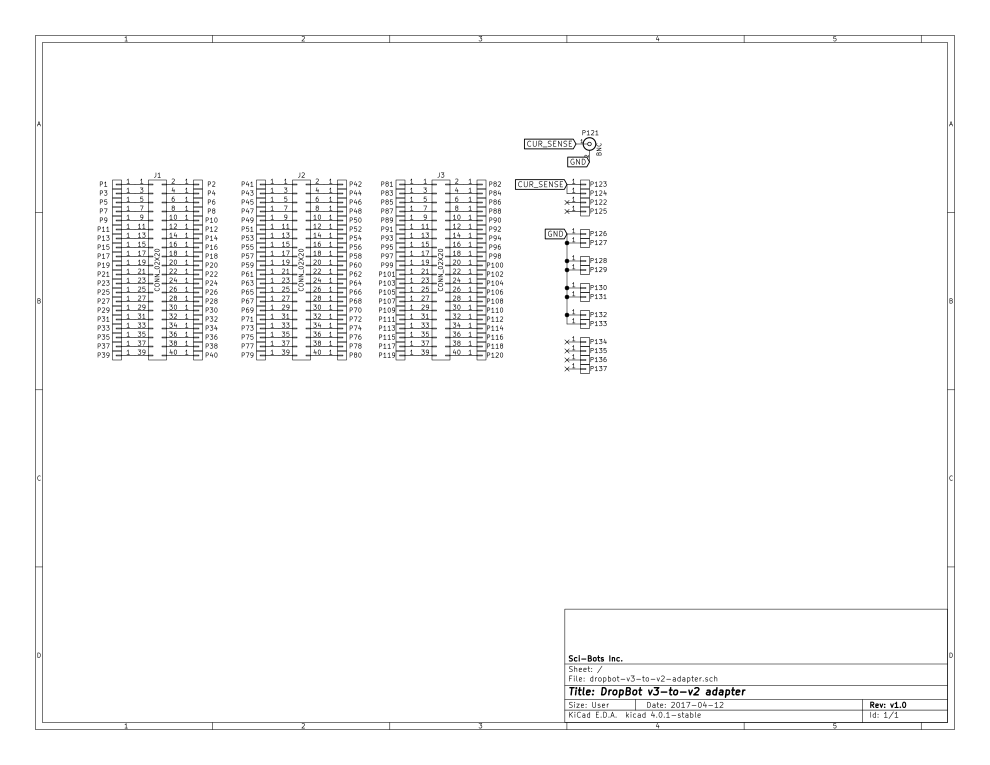 1 2 3 4 5
A A
P121
CUR_SENSE 1
BNC
2
GND
J1 J2 J3
P1 1 1 2 1 P2 P41 1 1 2 1 P42 P81 1 1 2 1 P82 CUR_SENSE 1 P123
P3 1 3 4 1 P4 P43 1 3 4 1 P44 P83 1 3 4 1 P84 1 P124
P5 1 5 6 1 P6 P45 1 5 6 1 P46 P85 1 5 6 1 P86 1 P122
P7 1 7 8 1 P8 P47 1 7 8 1 P48 P87 1 7 8 1 P88 1 P125
P9 1 9 10 1 P10 P49 1 9 10 1 P50 P89 1 9 10 1 P90
P11 1 11 12 1 P12 P51 1 11 12 1 P52 P91 1 11 12 1 P92
P13 1 13 14 1 P14 P53 1 13 14 1 P54 P93 1 13 14 1 P94 GND 1 P126
P15 1 15 16 1 P16 P55 1 15 16 1 P56 P95 1 15 16 1 P96 1 P127
P17 1 17 18 1 P18 P57 1 17 18 1 P58 P97 1 17 18 1 P98
P19 1 19 20 1 P20 P59 1 19 20 1 P60 P99 1 19 20 1 P100 1 P128
P21 1 21 22 1 P22 P61 1 21 22 1 P62 P101 1 21 22 1 P102 1 P129
P23 1 23 24 1 P24 P63 1 23 24 1 P64 P103 1 23 24 1 P104
P25 1 25 26 1 P26 P65 1 25 26 1 P66 P105 1 25 26 1 P106 1 P130
P27 1 27 28 1 P28 P67 1 27 28 1 P68 P107 1 27 28 1 P108 1 P131
P29 1 29 30 1 P30 P69 1 29 30 1 P70 P109 1 29 30 1 P110
P31 1 31 32 1 P32 P71 1 31 32 1 P72 P111 1 31 32 1 P112 1 P132
P33 1 33 34 1 P34 P73 1 33 34 1 P74 P113 1 33 34 1 P114 1 P133
P35 1 35 36 1 P36 P75 1 35 36 1 P76 P115 1 35 36 1 P116
P37 1 37 38 1 P38 P77 1 37 38 1 P78 P117 1 37 38 1 P118 1 P134
P39 1 39 40 1 P40 P79 1 39 40 1 P80 P119 1 39 40 1 P120 1 P135
1 P136
1 P137
CONN_02X20 CONN_02X20 CONN_02X20
B B
C C
D D
Sci-Bots Inc.
Sheet: /
File: dropbot-v3-to-v2-adapter.sch
Title: DropBot v3-to-v2 adapter
Size: User Date: 2017-04-12 Rev: v1.0
KiCad E.D.A. kicad 4.0.1-stable Id: 1/1
1 2 3 4 5